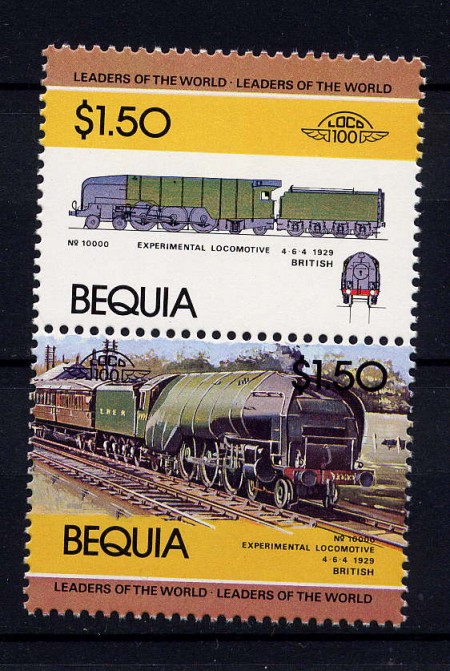 LEADERS OF THE WORLD · LEADERS OF THE WORLD
$1.50
LOCO
100
Nº 10000 EXPERIMENTAL LOCOMOTIVE 4·6·4 1929
BRITISH
BEQUIA
LOCO
100
$1.50
L N E R
Nº 10000
EXPERIMENTAL LOCOMOTIVE
4·6·4 1929
BRITISH
BEQUIA
LEADERS OF THE WORLD · LEADERS OF THE WORLD